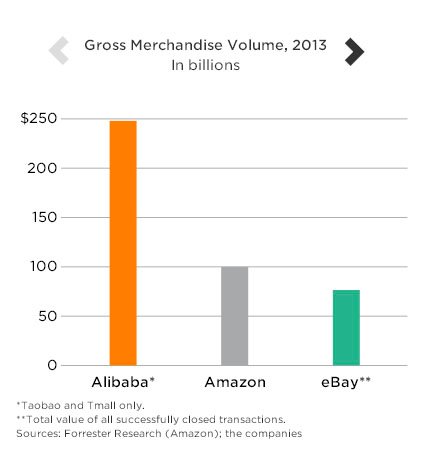 Gross Merchandise Volume, 2013
In billions
$250
200
150
100
50
0
Alibaba* Amazon eBay**
*Taobao and Tmall only.
**Total value of all successfully closed transactions.
Sources: Forrester Research (Amazon); the companies